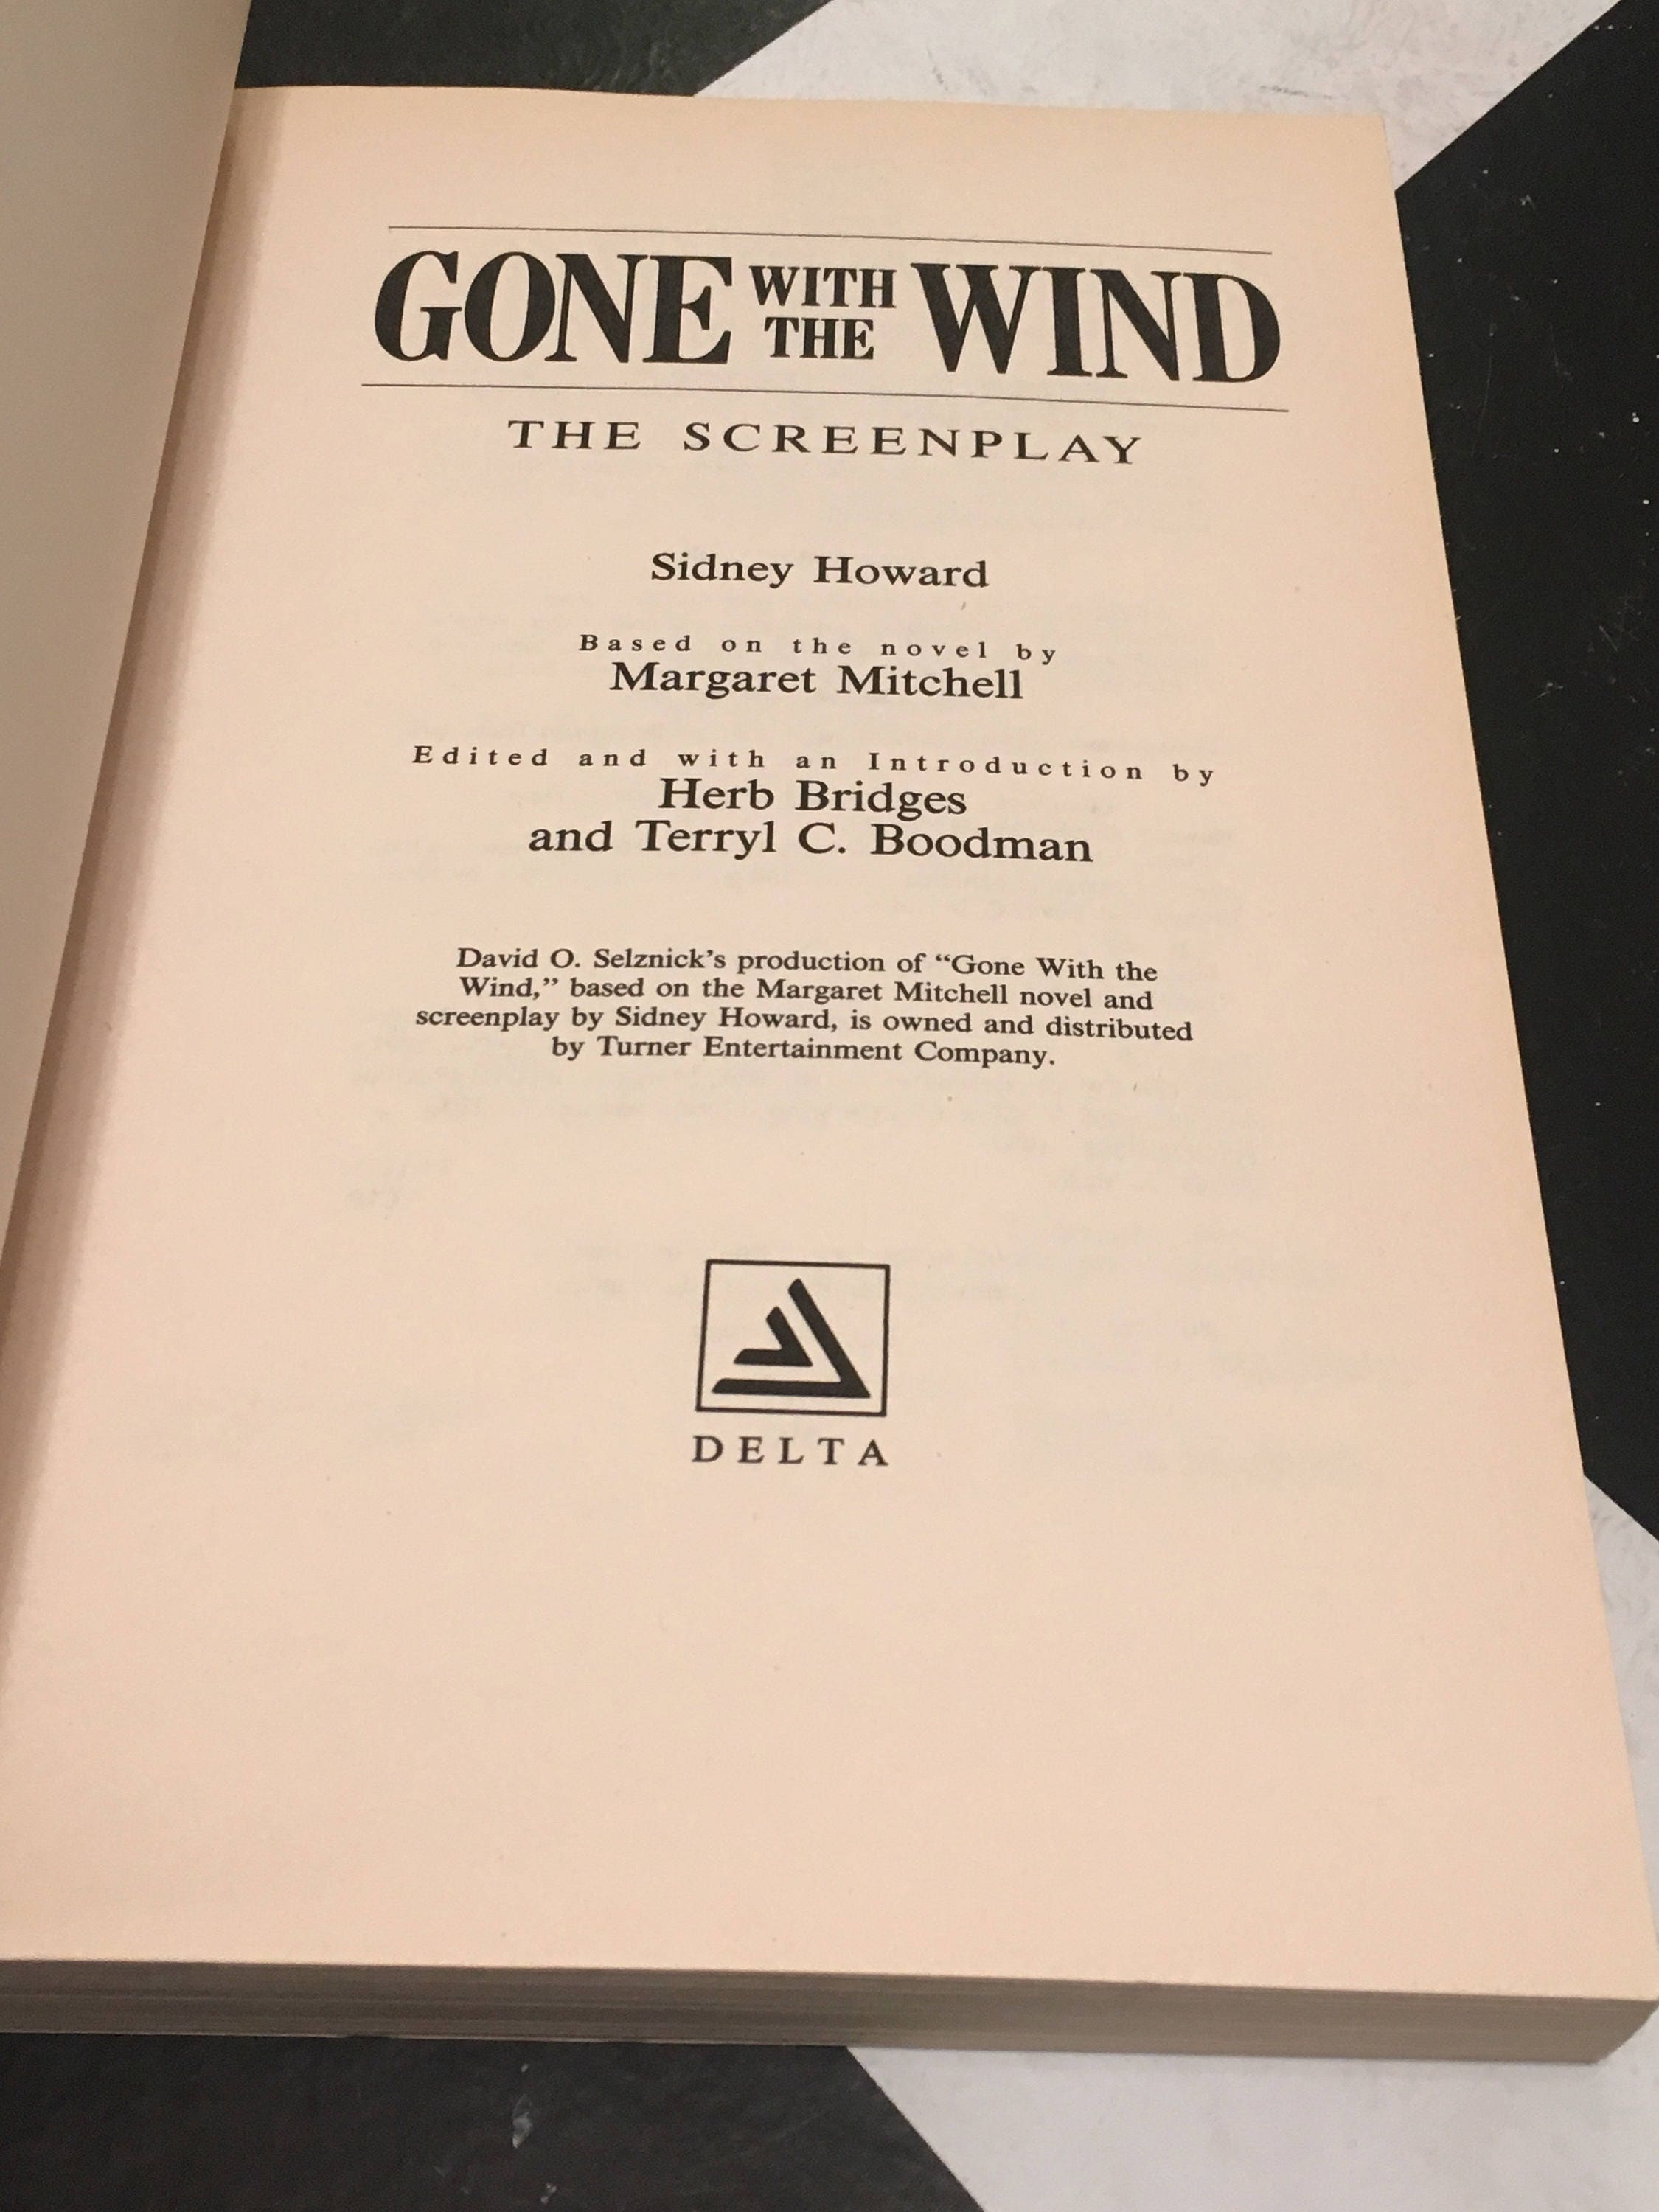 GONE WITH THE WIND
THE SCREENPLAY
Sidney Howard
Based on the novel by
Margaret Mitchell
Edited and with an Introduction by
Herb Bridges
and Terryl C. Boodman
David O. Selznick's production of “Gone With the
Wind,” based on the Margaret Mitchell novel and
screenplay by Sidney Howard, is owned and distributed
by Turner Entertainment Company.
DELTA